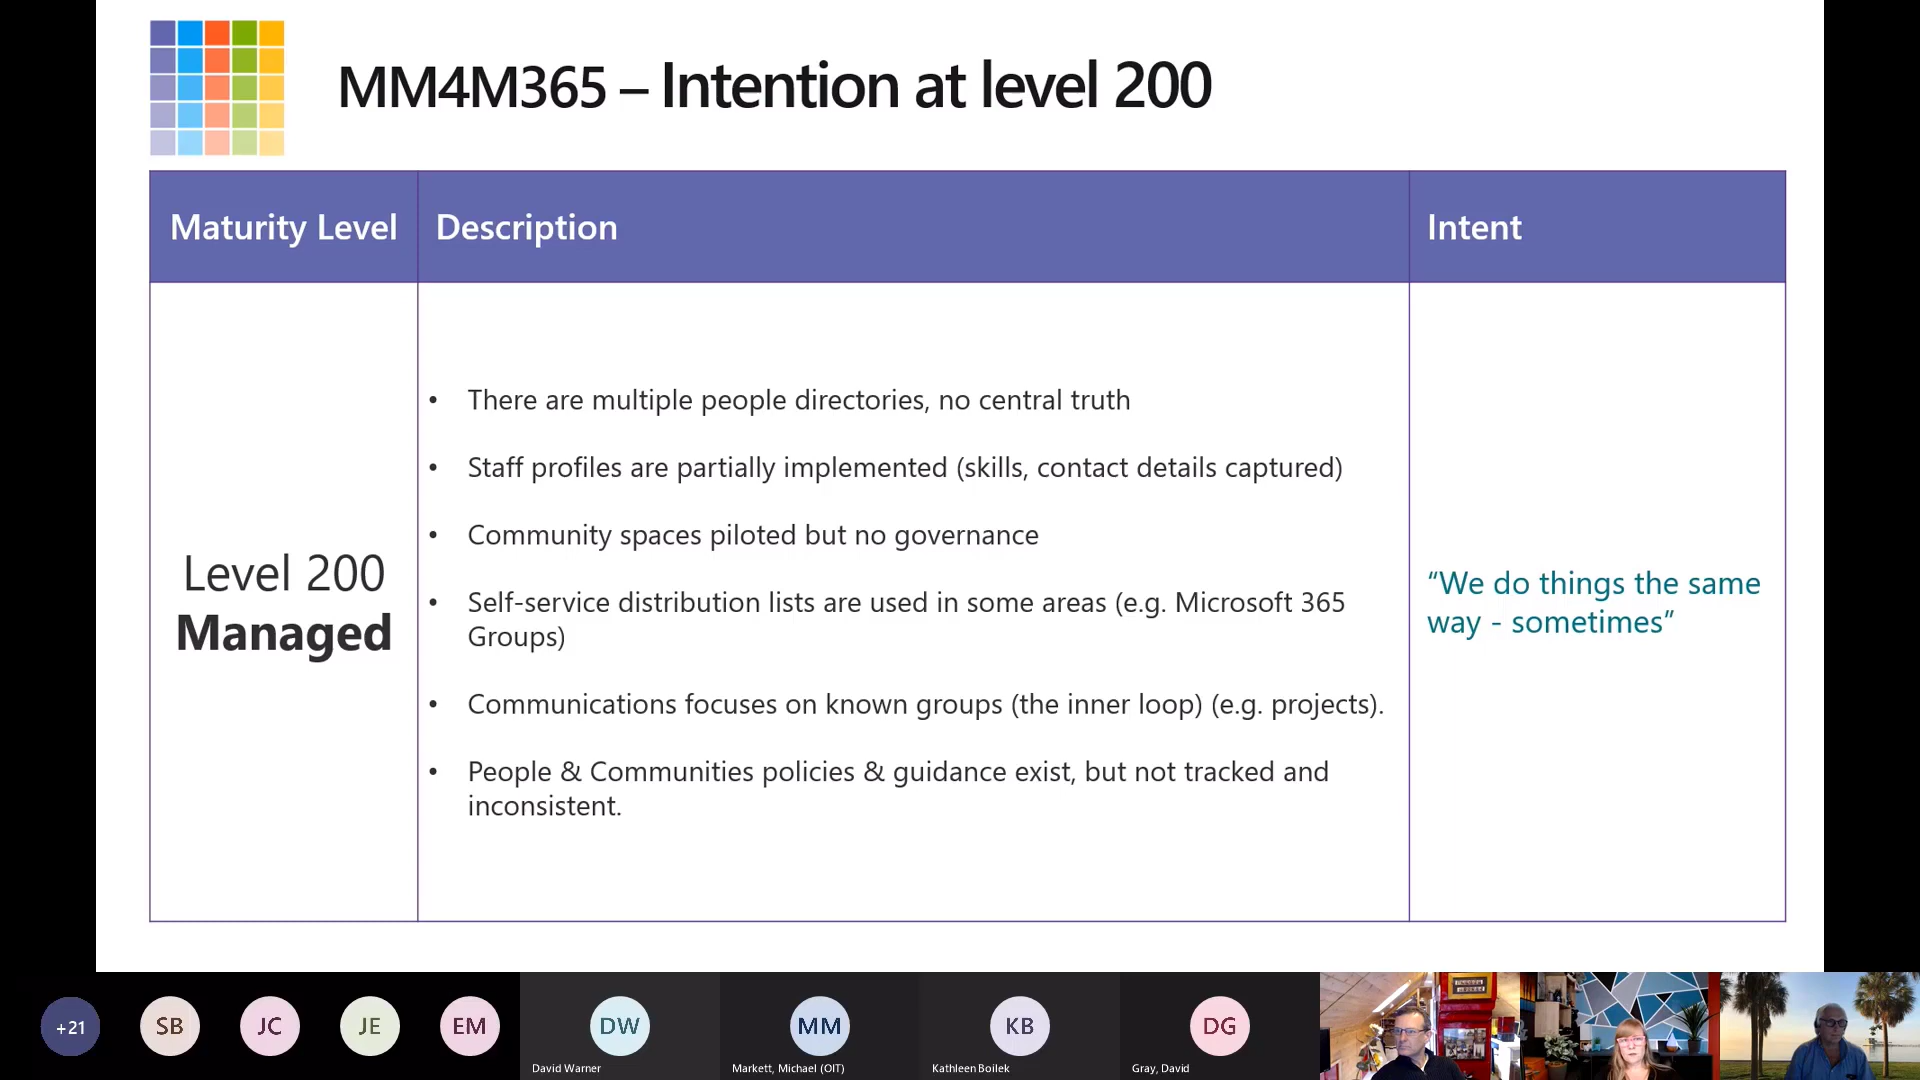 MM4M365 – Intention at level 200
Maturity Level
Description
Intent
Level 200
Managed
• There are multiple people directories, no central truth
• Staff profiles are partially implemented (skills, contact details captured)
• Community spaces piloted but no governance
• Self-service distribution lists are used in some areas (e.g. Microsoft 365
Groups)
• Communications focuses on known groups (the inner loop) (e.g. projects).
• People & Communities policies & guidance exist, but not tracked and
inconsistent.
“We do things the same
way - sometimes”
+21
SB
JC
JE
EM
DW
David Warner
MM
Markett, Michael (OIT)
KB
Kathleen Boilek
DG
Gray, David